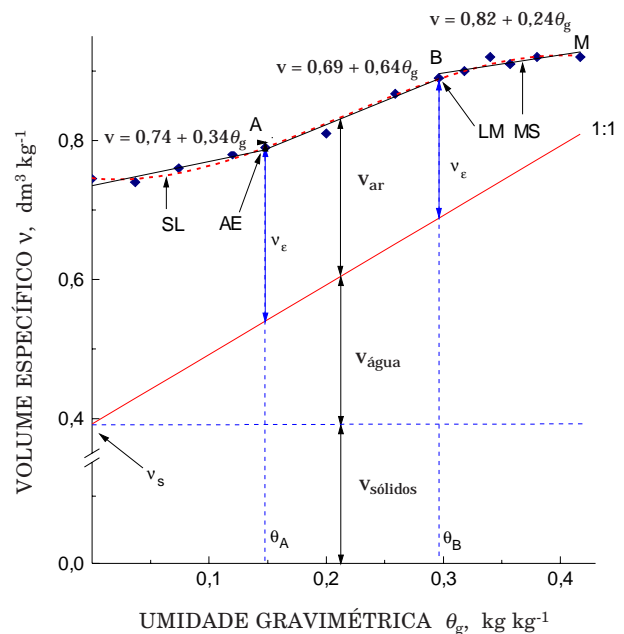 v = 0,82 + 0,24θg
M
v = 0,69 + 0,64θg
B
v = 0,74 + 0,34θg
A
LM
MS
1:1
SL
AE
νε
var
νε
vágua
νs
vsólidos
θA
θB
0,8
0,6
0,4
0,0
0,1
0,2
0,3
0,4
VOLUME ESPECÍFICO ν, dm³ kg⁻¹
UMIDADE GRAVIMÉTRICA θg, kg kg⁻¹